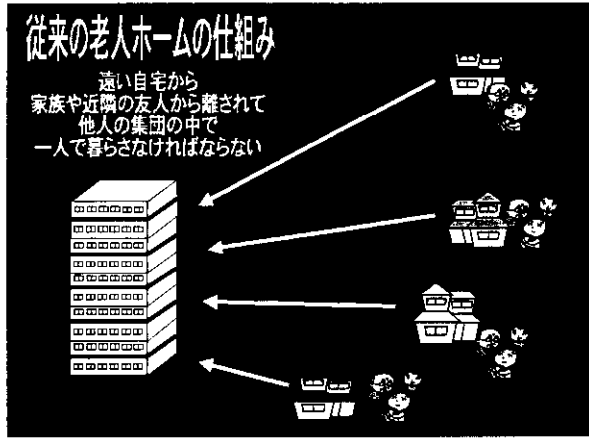 従来の老人ホームの仕組み
遠い自宅から
家族や近隣の友人から離されて
他人の集団の中で
一人で暮らさなければならない